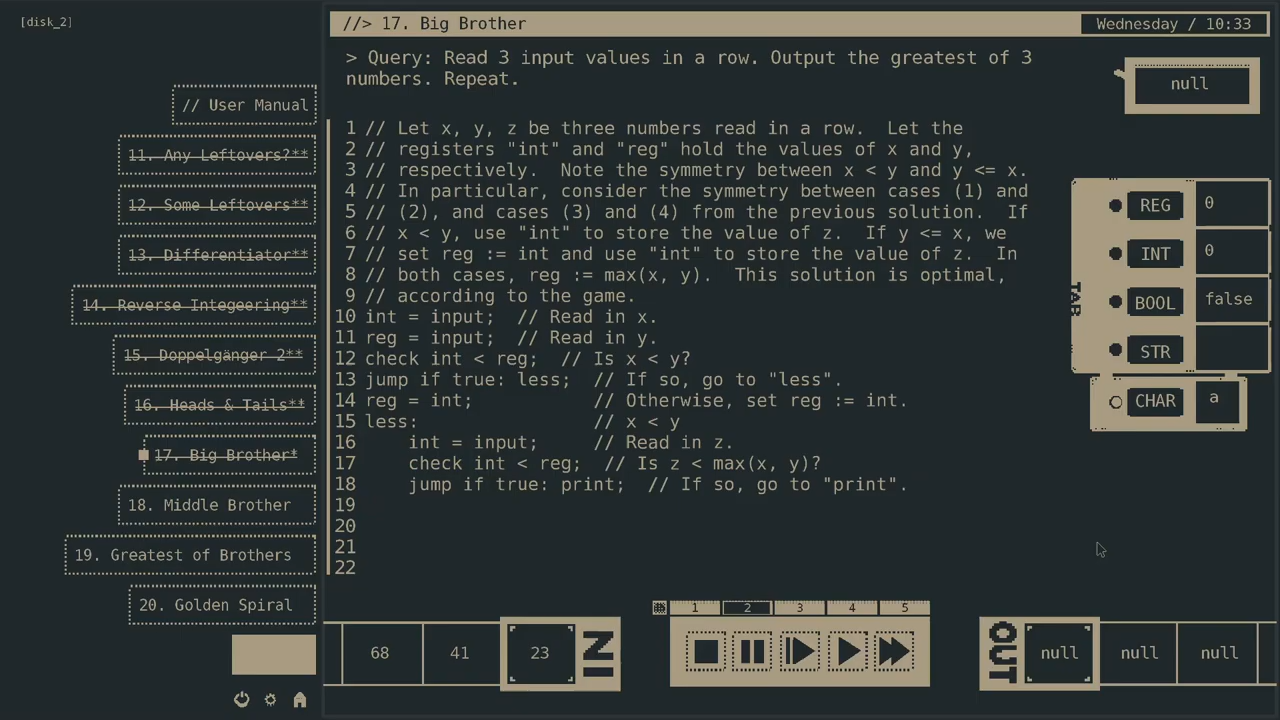 [disk_2]
//> 17. Big Brother
Wednesday / 10:33
> Query: Read 3 input values in a row. Output the greatest of 3
numbers. Repeat.
null
// User Manual
11. Any Leftovers?**
12. Some Leftovers**
13. Differentiator**
14. Reverse Integeering**
15. Doppelgänger 2**
16. Heads & Tails**
17. Big Brother*
18. Middle Brother
19. Greatest of Brothers
20. Golden Spiral
1 // Let x, y, z be three numbers read in a row.  Let the
2 // registers "int" and "reg" hold the values of x and y,
3 // respectively.  Note the symmetry between x < y and y <= x.
4 // In particular, consider the symmetry between cases (1) and
5 // (2), and cases (3) and (4) from the previous solution.  If
6 // x < y, use "int" to store the value of z.  If y <= x, we
7 // set reg := int and use "int" to store the value of z.  In
8 // both cases, reg := max(x, y).  This solution is optimal,
9 // according to the game.
10 int = input;  // Read in x.
11 reg = input;  // Read in y.
12 check int < reg;  // Is x < y?
13 jump if true: less;  // If so, go to "less".
14 reg = int;           // Otherwise, set reg := int.
15 less:                // x < y
16     int = input;     // Read in z.
17     check int < reg;  // Is z < max(x, y)?
18     jump if true: print;  // If so, go to "print".
19
20
21
22
TAB
REG 0
INT 0
BOOL false
STR
CHAR a
68 41 23 IN
1 2 3 4 5
OUT null null null